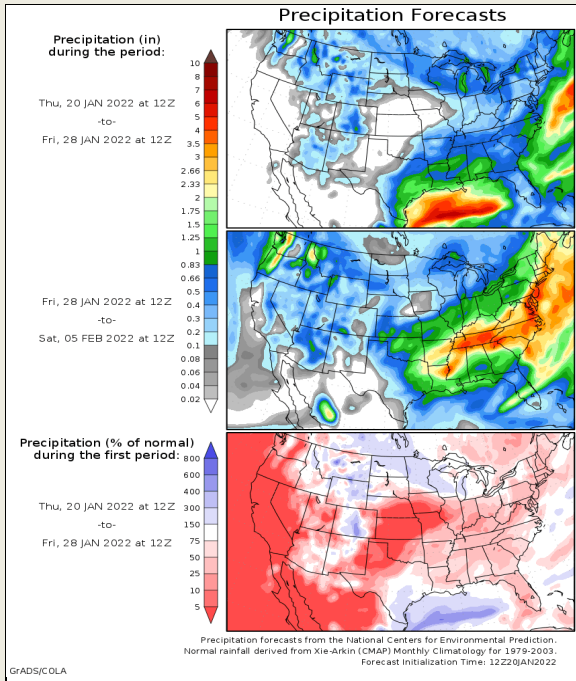 Precipitation Forecasts
Precipitation (in)
during the period:
Thu, 20 JAN 2022 at 12Z
-to-
Fri, 28 JAN 2022 at 12Z
10
8
7
6
5
4
3.5
3
2.66
2.33
2
1.75
1.5
1.25
1
0.83
0.66
0.5
0.4
0.3
0.2
0.1
0.08
0.06
0.04
0.02
Fri, 28 JAN 2022 at 12Z
-to-
Sat, 05 FEB 2022 at 12Z
Precipitation (% of normal)
during the first period:
Thu, 20 JAN 2022 at 12Z
-to-
Fri, 28 JAN 2022 at 12Z
800
600
400
300
150
75
50
25
10
5
Precipitation forecasts from the National Centers for Environmental Prediction.
Normal rainfall derived from Xie-Arkin (CMAP) Monthly Climatology for 1979-2003.
Forecast Initialization Time: 12Z20JAN2022
GrADS/COLA